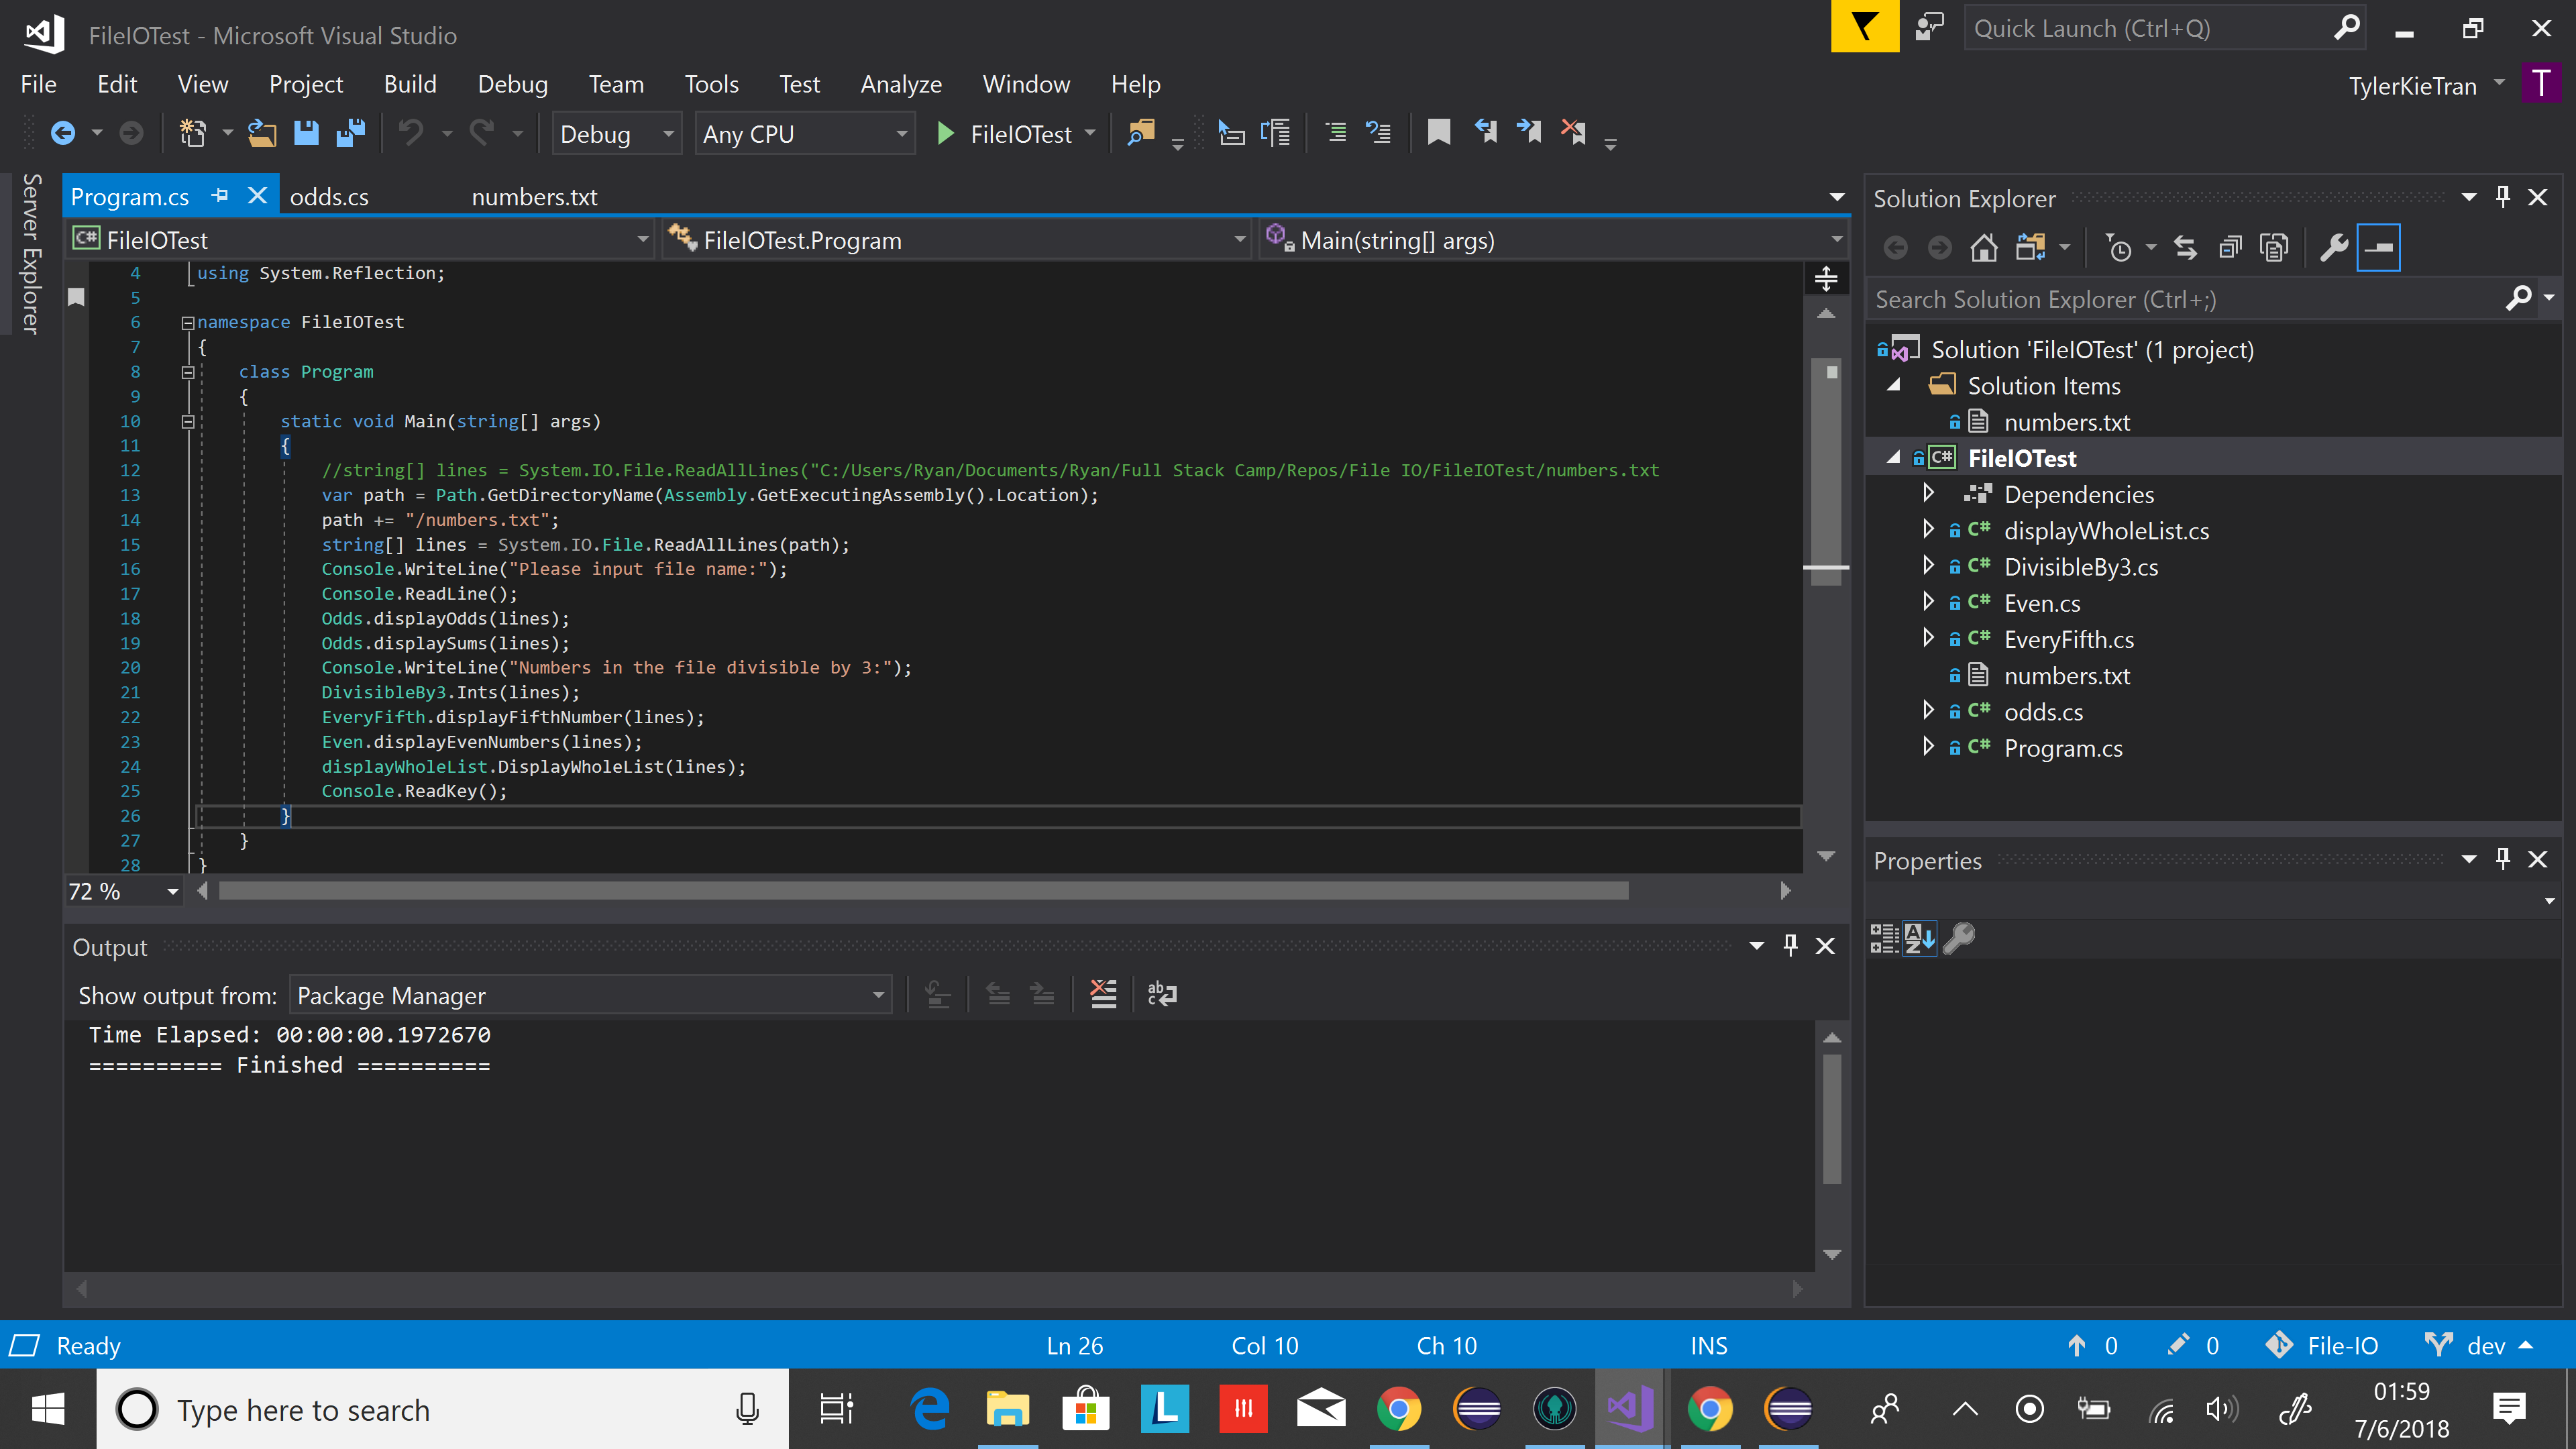 FileIOTest - Microsoft Visual Studio
Quick Launch (Ctrl+Q)
File Edit View Project Build Debug Team Tools Test Analyze Window Help
TylerKieTran T
Debug Any CPU FileIOTest
Server Explorer
Program.cs odds.cs numbers.txt
C# FileIOTest FileIOTest.Program Main(string[] args)
4 using System.Reflection;
5
6 namespace FileIOTest
7 {
8 class Program
9 {
10 static void Main(string[] args)
11 {
12 //string[] lines = System.IO.File.ReadAllLines("C:/Users/Ryan/Documents/Ryan/Full Stack Camp/Repos/File IO/FileIOTest/numbers.txt
13 var path = Path.GetDirectoryName(Assembly.GetExecutingAssembly().Location);
14 path += "/numbers.txt";
15 string[] lines = System.IO.File.ReadAllLines(path);
16 Console.WriteLine("Please input file name:");
17 Console.ReadLine();
18 Odds.displayOdds(lines);
19 Odds.displaySums(lines);
20 Console.WriteLine("Numbers in the file divisible by 3:");
21 DivisibleBy3.Ints(lines);
22 EveryFifth.displayFifthNumber(lines);
23 Even.displayEvenNumbers(lines);
24 displayWholeList.DisplayWholeList(lines);
25 Console.ReadKey();
26 }
27 }
28 }
72 %
Output
Show output from: Package Manager
Time Elapsed: 00:00:00.1972670
========== Finished ==========
Solution Explorer
Search Solution Explorer (Ctrl+;)
Solution 'FileIOTest' (1 project)
Solution Items
numbers.txt
C# FileIOTest
Dependencies
C# displayWholeList.cs
C# DivisibleBy3.cs
C# Even.cs
C# EveryFifth.cs
numbers.txt
C# odds.cs
C# Program.cs
Properties
Ready Ln 26 Col 10 Ch 10 INS 0 0 File-IO dev
Type here to search
01:59
7/6/2018